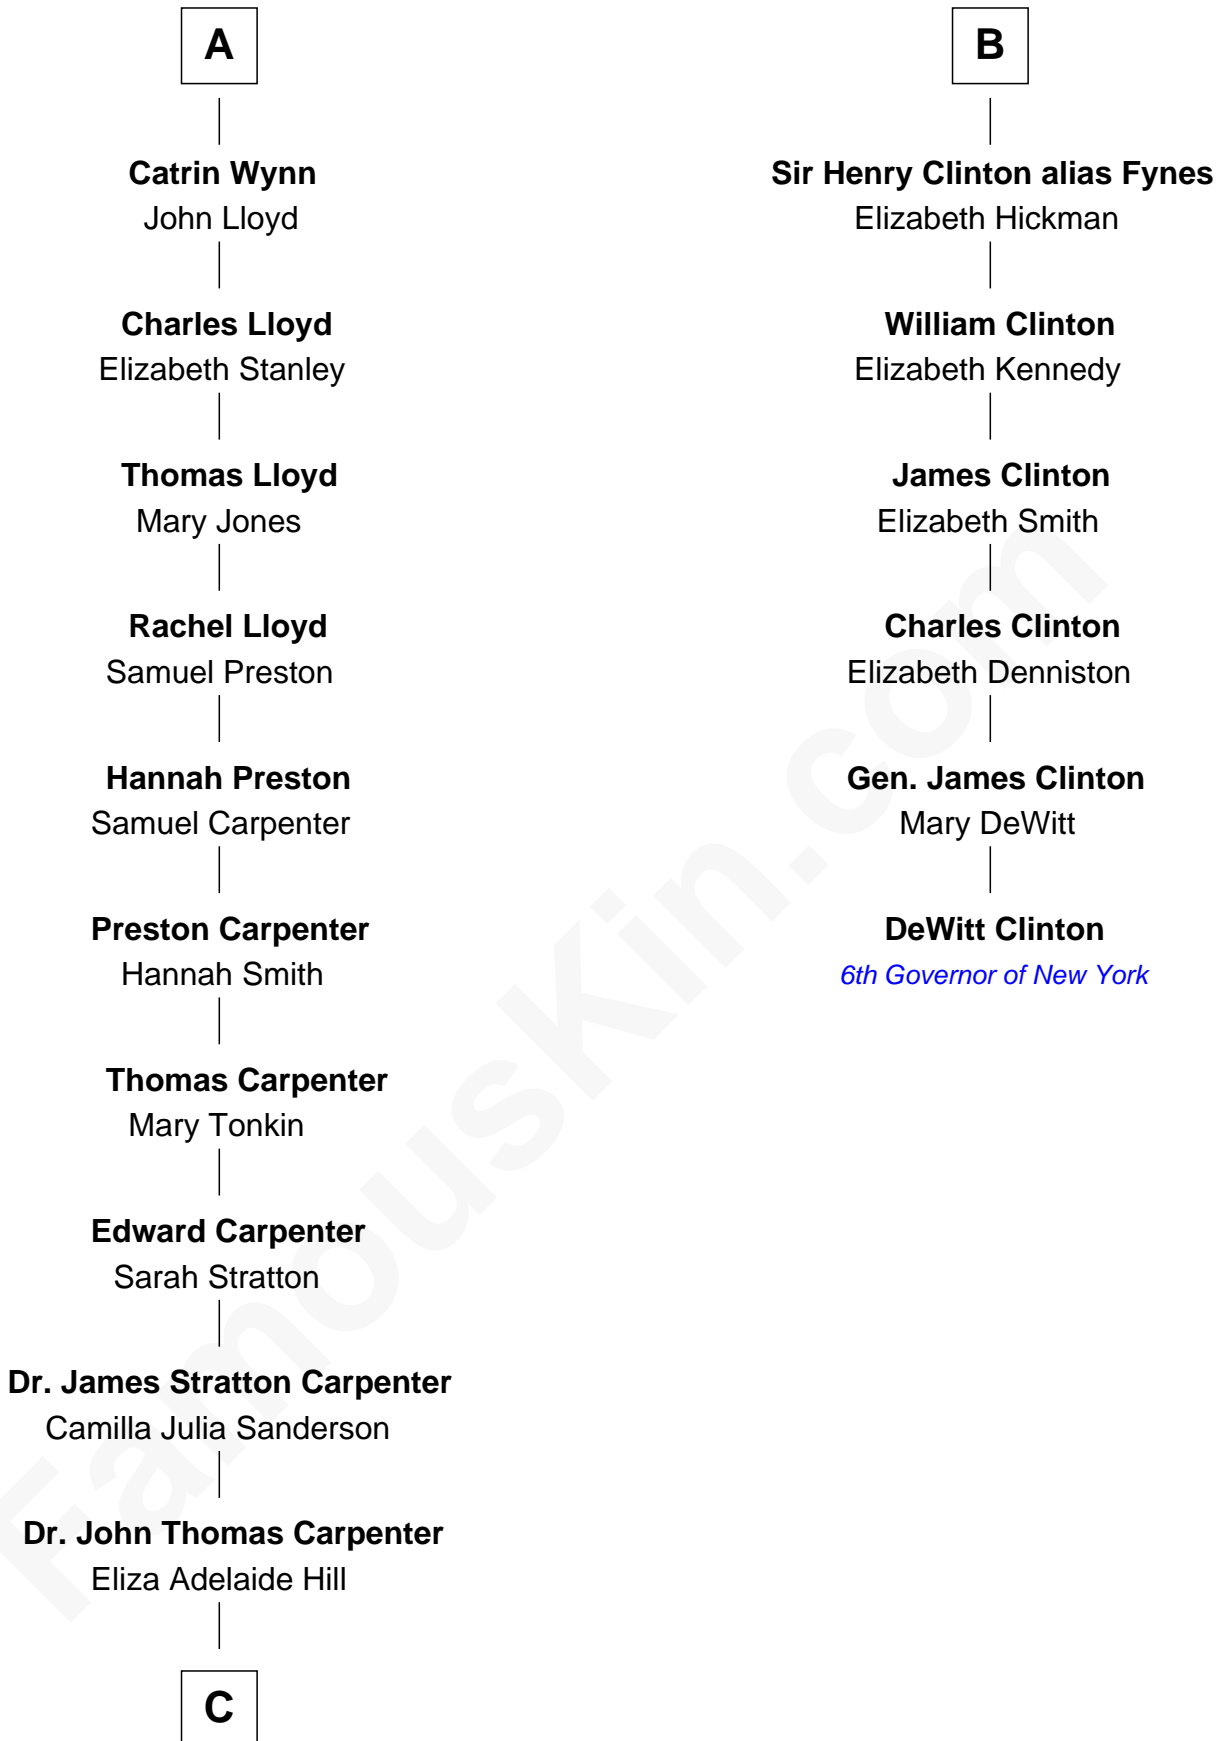 A
Catrin Wynn
John Lloyd
Charles Lloyd
Elizabeth Stanley
Thomas Lloyd
Mary Jones
Rachel Lloyd
Samuel Preston
Hannah Preston
Samuel Carpenter
Preston Carpenter
Hannah Smith
Thomas Carpenter
Mary Tonkin
Edward Carpenter
Sarah Stratton
Dr. James Stratton Carpenter
Camilla Julia Sanderson
Dr. John Thomas Carpenter
Eliza Adelaide Hill
C
B
Sir Henry Clinton alias Fynes
Elizabeth Hickman
William Clinton
Elizabeth Kennedy
James Clinton
Elizabeth Smith
Charles Clinton
Elizabeth Denniston
Gen. James Clinton
Mary DeWitt
DeWitt Clinton
6th Governor of New York
FamousKin.com